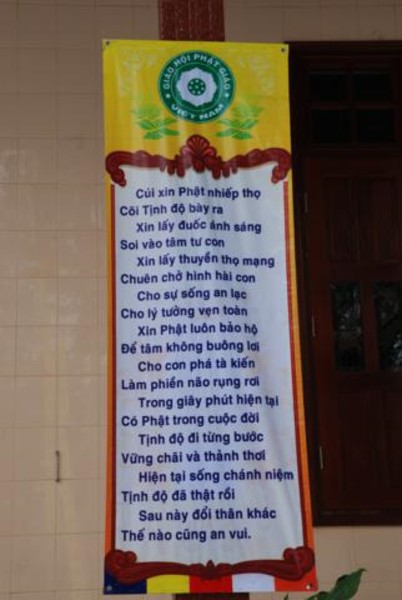 GIÁO HỘI PHẬT GIÁO
VIỆT NAM
Cúi xin Phật nhiếp thọ
Cõi Tịnh độ bày ra
Xin lấy đuốc ánh sáng
Soi vào tâm tư con
Xin lấy thuyền thọ mạng
Chuên chở hình hài con
Cho sự sống an lạc
Cho lý tưởng vẹn toàn
Xin Phật luôn bảo hộ
Để tâm không buông lơi
Cho con phá tà kiến
Làm phiền não rụng rơi
Trong giây phút hiện tại
Có Phật trong cuộc đời
Tịnh độ đi từng bước
Vững chãi và thảnh thơi
Hiện tại sống chánh niệm
Tịnh độ đã thật rồi
Sau này đổi thân khác
Thế nào cũng an vui.